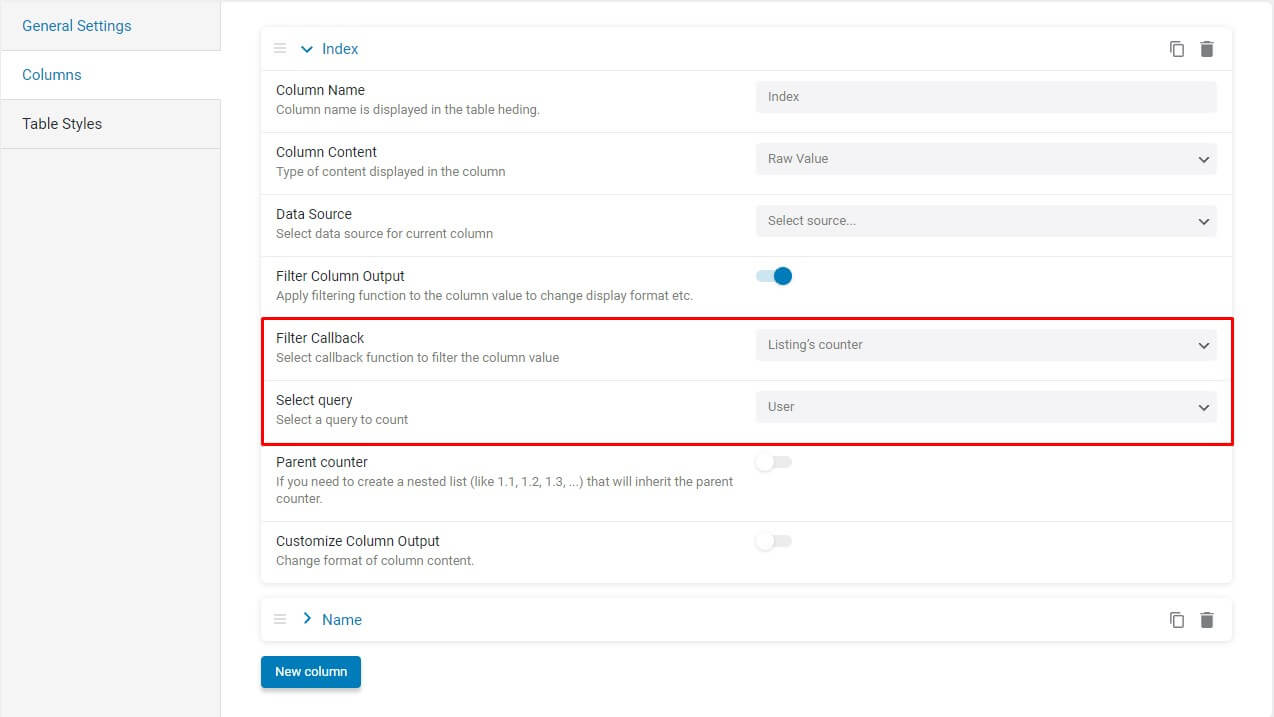 General Settings
Columns
Table Styles
Index
Column Name
Column name is displayed in the table heding.
Index
Column Content
Type of content displayed in the column
Raw Value
Data Source
Select data source for current column
Select source...
Filter Column Output
Apply filtering function to the column value to change display format etc.
Filter Callback
Select callback function to filter the column value
Listing's counter
Select query
Select a query to count
User
Parent counter
If you need to create a nested list (like 1.1, 1.2, 1.3, ...) that will inherit the parent
counter.
Customize Column Output
Change format of column content.
Name
New column